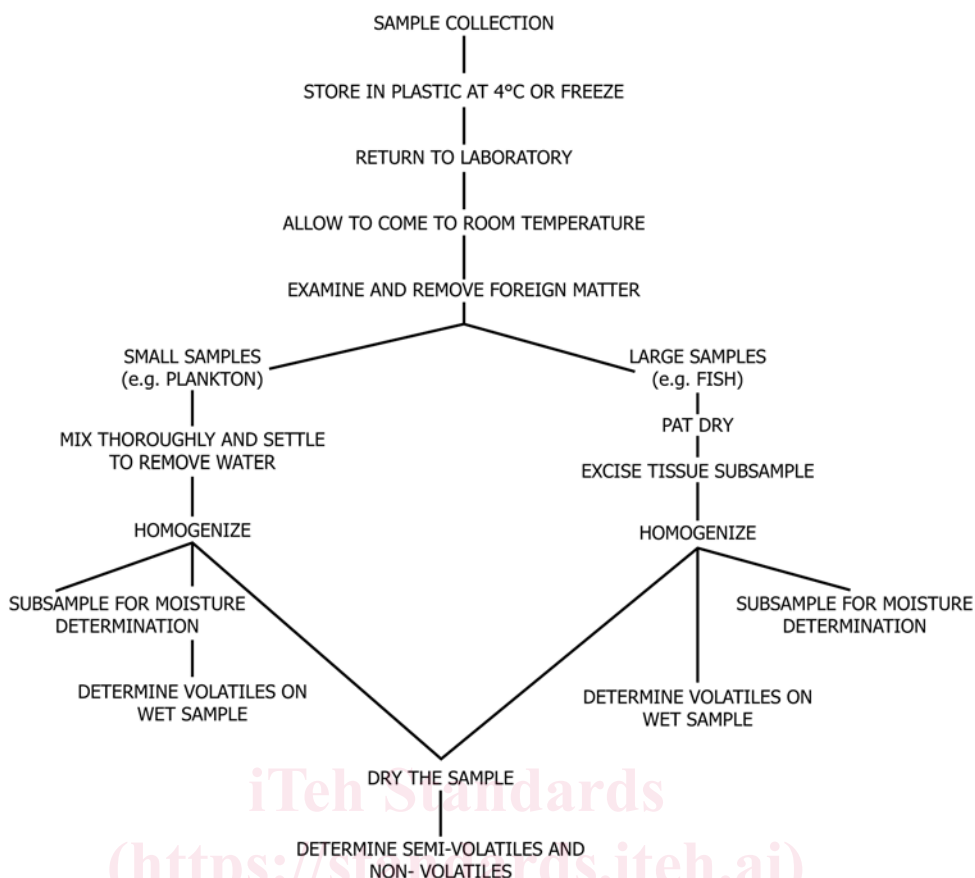 SAMPLE COLLECTION
STORE IN PLASTIC AT 4°C OR FREEZE
RETURN TO LABORATORY
ALLOW TO COME TO ROOM TEMPERATURE
EXAMINE AND REMOVE FOREIGN MATTER
SMALL SAMPLES
(e.g. PLANKTON)
MIX THOROUGHLY AND SETTLE
TO REMOVE WATER
HOMOGENIZE
SUBSAMPLE FOR MOISTURE
DETERMINATION
DETERMINE VOLATILES ON
WET SAMPLE
LARGE SAMPLES
(e.g. FISH)
PAT DRY
EXCISE TISSUE SUBSAMPLE
HOMOGENIZE
SUBSAMPLE FOR MOISTURE
DETERMINATION
DETERMINE VOLATILES ON
WET SAMPLE
DRY THE SAMPLE
DETERMINE SEMI-VOLATILES AND
NON- VOLATILES
iTeh Standards
(https://standards.iteh.ai)